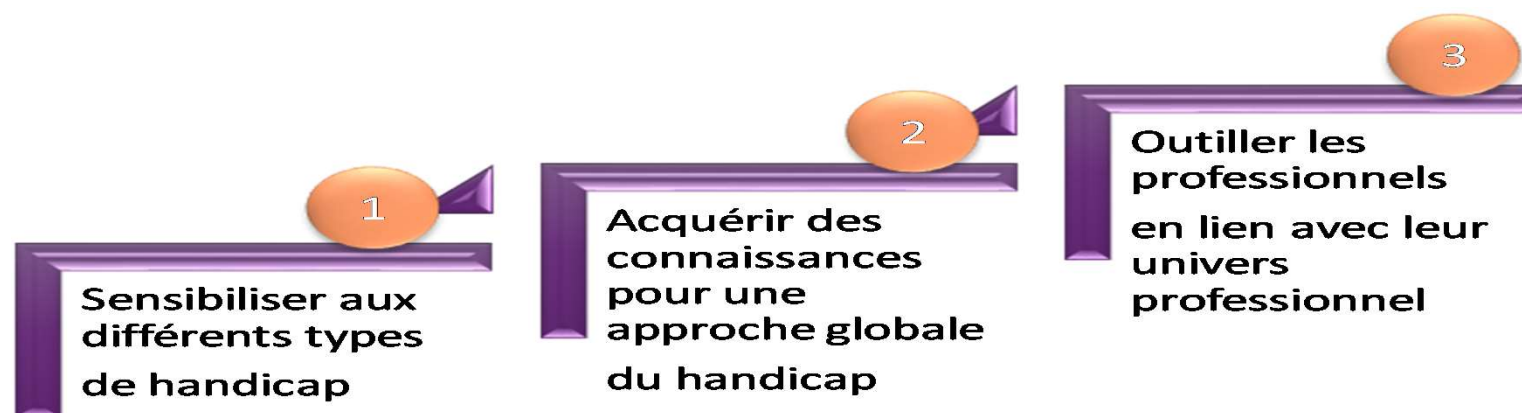 1
Sensibiliser aux
différents types
de handicap
2
Acquérir des
connaissances
pour une
approche globale
du handicap
3
Outiller les
professionnels
en lien avec leur
univers
professionnel